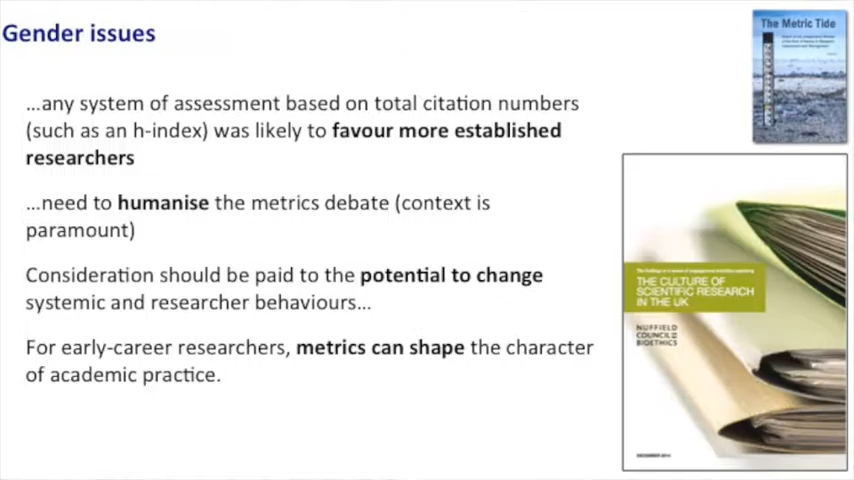 Gender issues
The Metric Tide
…any system of assessment based on total citation numbers
(such as an h-index) was likely to favour more established
researchers
…need to humanise the metrics debate (context is
paramount)
Consideration should be paid to the potential to change
systemic and researcher behaviours…
For early-career researchers, metrics can shape the character
of academic practice.
THE CULTURE OF
SCIENTIFIC RESEARCH
IN THE UK
NUFFIELD
COUNCIL
BIOETHICS